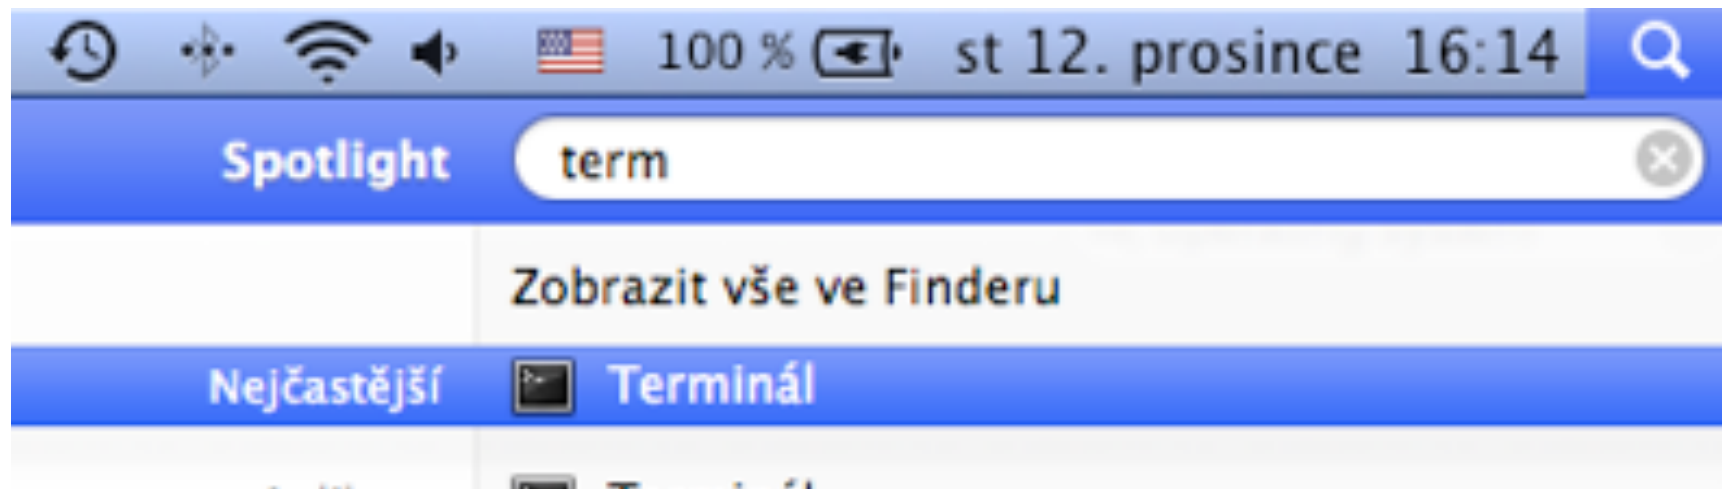 100 % st 12. prosince 16:14
Spotlight term
Zobrazit vše ve Finderu
Nejčastější Terminál